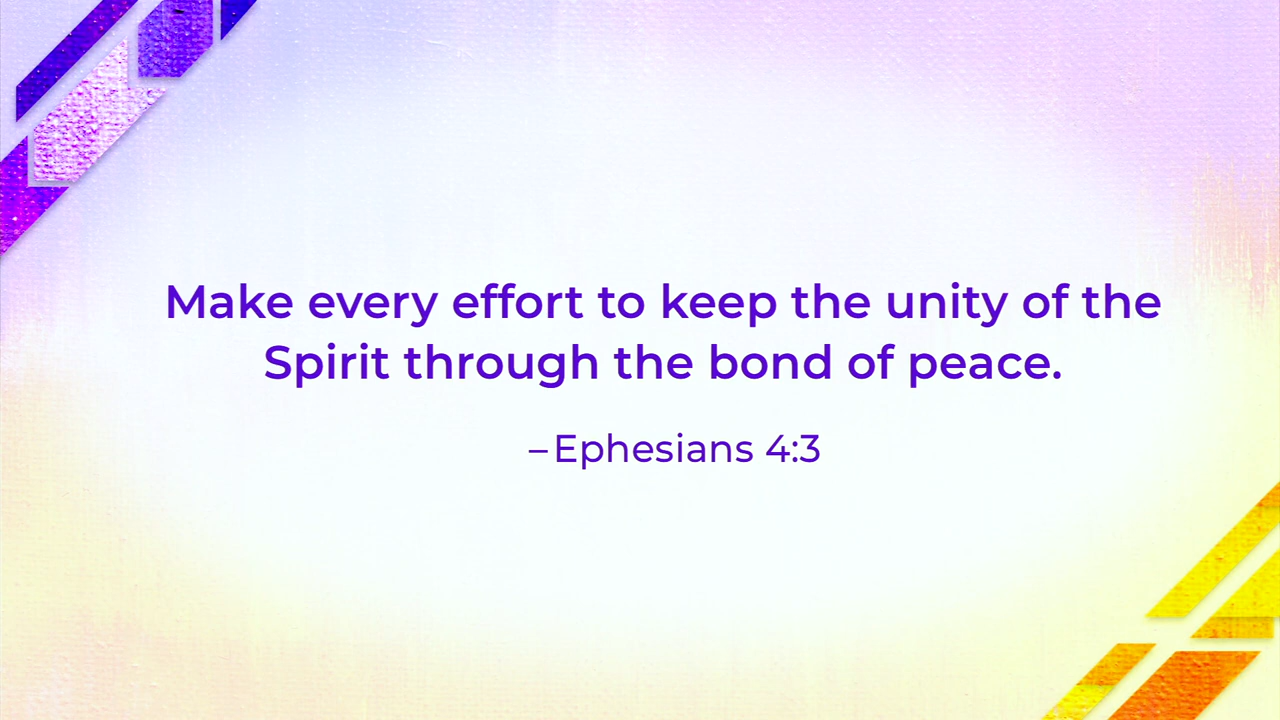 Make every effort to keep the unity of the
Spirit through the bond of peace.
–Ephesians 4:3